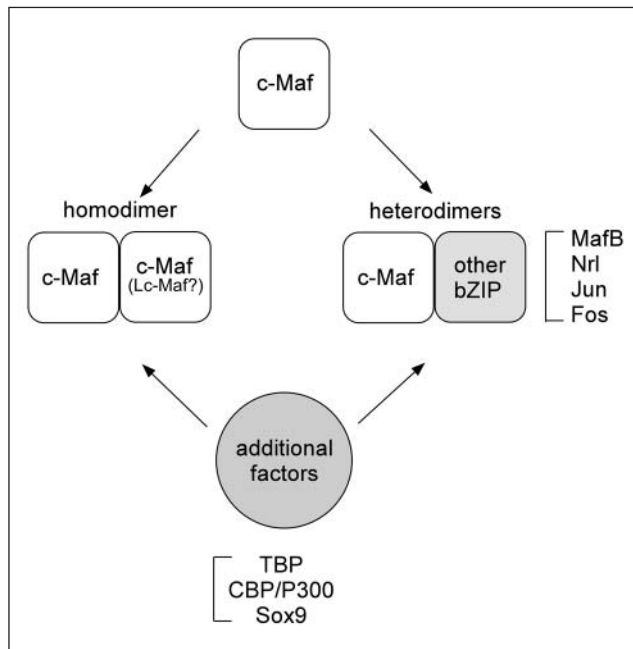 c-Maf
homodimer
heterodimers
c-Maf
c-Maf
(Lc-Maf?)
c-Maf
other
bZIP
MafB
Nrl
Jun
Fos
additional
factors
TBP
CBP/P300
Sox9